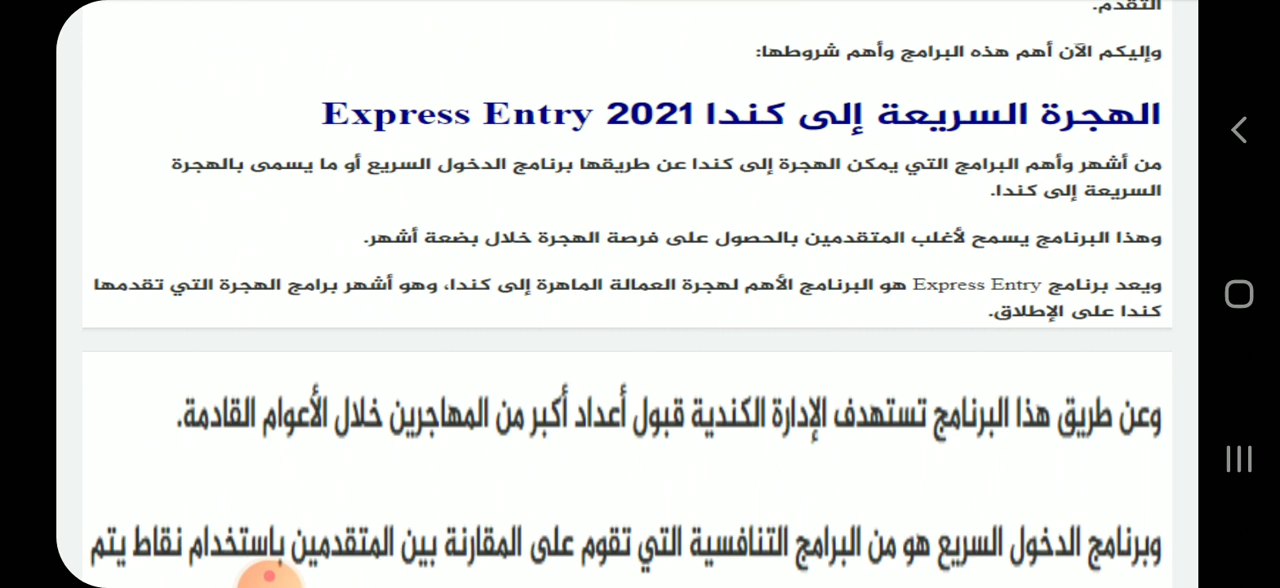 التقدم.
وإليكم الآن أهم هذه البرامج وأهم شروطها:
الهجرة السريعة إلى كندا 2021 Express Entry
من أشهر وأهم البرامج التي يمكن الهجرة إلى كندا عن طريقها برنامج الدخول السريع أو ما يسمى بالهجرة
السريعة إلى كندا.
وهذا البرنامج يسمح لأغلب المتقدمين بالحصول على فرصة الهجرة خلال بضعة أشهر.
ويعد برنامج Express Entry هو البرنامج الأهم لهجرة العمالة الماهرة إلى كندا، وهو أشهر برامج الهجرة التي تقدمها
كندا على الإطلاق.
وعن طريق هذا البرنامج تستهدف الإدارة الكندية قبول أعداد أكبر من المهاجرين خلال الأعوام القادمة.
وبرنامج الدخول السريع هو من البرامج التنافسية التي تقوم على المقارنة بين المتقدمين باستخدام نقاط يتم